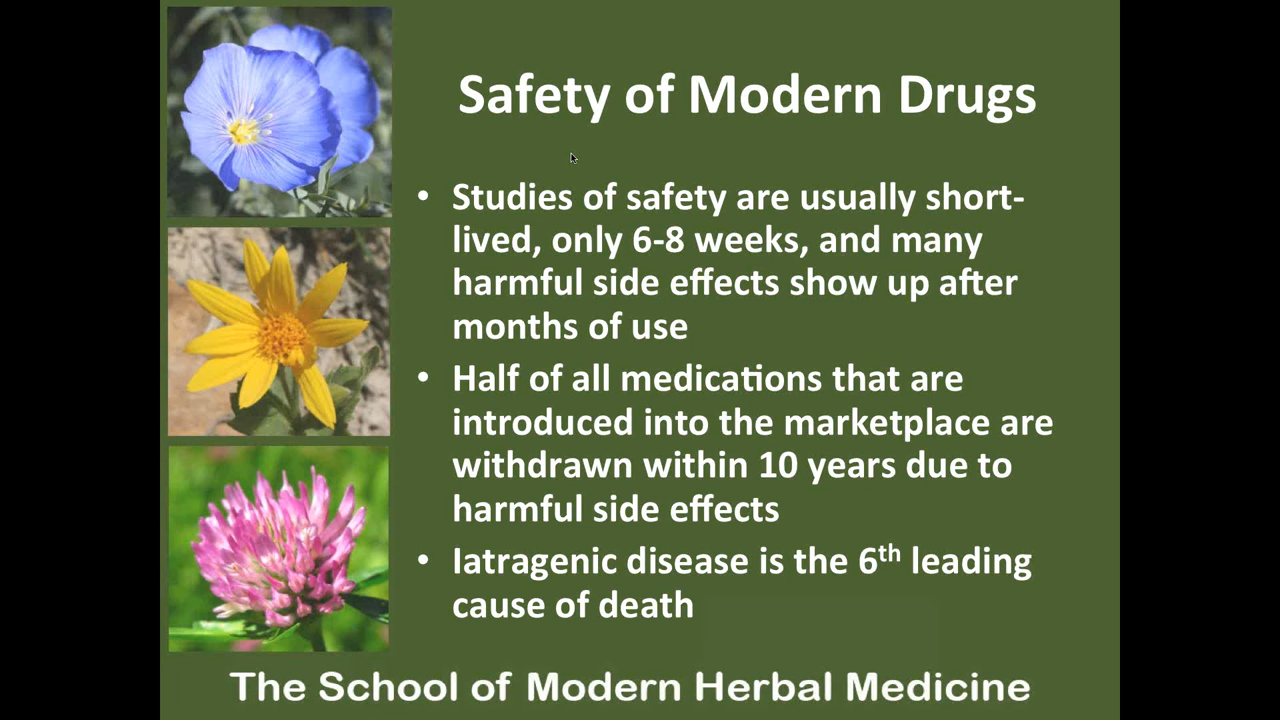 Safety of Modern Drugs
• Studies of safety are usually short-
lived, only 6-8 weeks, and many
harmful side effects show up after
months of use
• Half of all medications that are
introduced into the marketplace are
withdrawn within 10 years due to
harmful side effects
• Iatragenic disease is the 6th leading
cause of death
The School of Modern Herbal Medicine